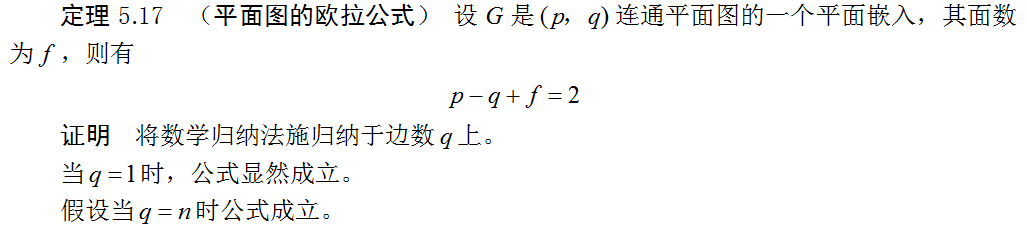 定理 5.17 （平面图的欧拉公式） 设 G 是 (p，q) 连通平面图的一个平面嵌入，其面数
为 f ，则有
p − q + f = 2
证明 将数学归纳法施归纳于边数 q 上。
当 q = 1 时，公式显然成立。
假设当 q = n 时公式成立。